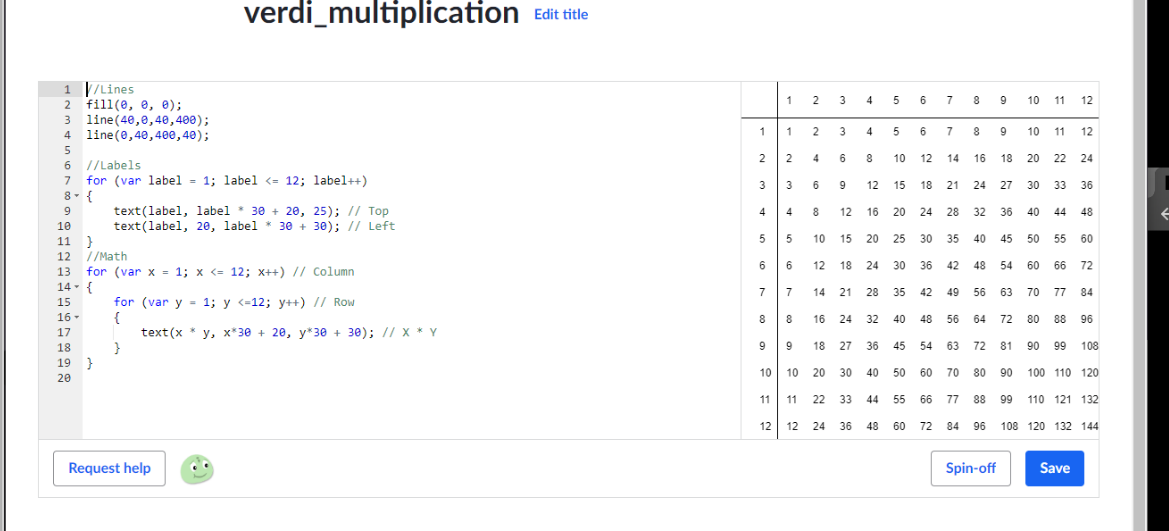 verdi_multiplication Edit title
1 //Lines
2 fill(0, 0, 0);
3 line(40,0,40,400);
4 line(0,40,400,40);
5
6 //Labels
7 for (var label = 1; label <= 12; label++)
8 {
9 text(label, label * 30 + 20, 25); // Top
10 text(label, 20, label * 30 + 30); // Left
11 }
12 //Math
13 for (var x = 1; x <= 12; x++) // Column
14 {
15 for (var y = 1; y <=12; y++) // Row
16 {
17 text(x * y, x*30 + 20, y*30 + 30); // X * Y
18 }
19 }
20
1 2 3 4 5 6 7 8 9 10 11 12
1 1 2 3 4 5 6 7 8 9 10 11 12
2 2 4 6 8 10 12 14 16 18 20 22 24
3 3 6 9 12 15 18 21 24 27 30 33 36
4 4 8 12 16 20 24 28 32 36 40 44 48
5 5 10 15 20 25 30 35 40 45 50 55 60
6 6 12 18 24 30 36 42 48 54 60 66 72
7 7 14 21 28 35 42 49 56 63 70 77 84
8 8 16 24 32 40 48 56 64 72 80 88 96
9 9 18 27 36 45 54 63 72 81 90 99 108
10 10 20 30 40 50 60 70 80 90 100 110 120
11 11 22 33 44 55 66 77 88 99 110 121 132
12 12 24 36 48 60 72 84 96 108 120 132 144
Request help Spin-off Save